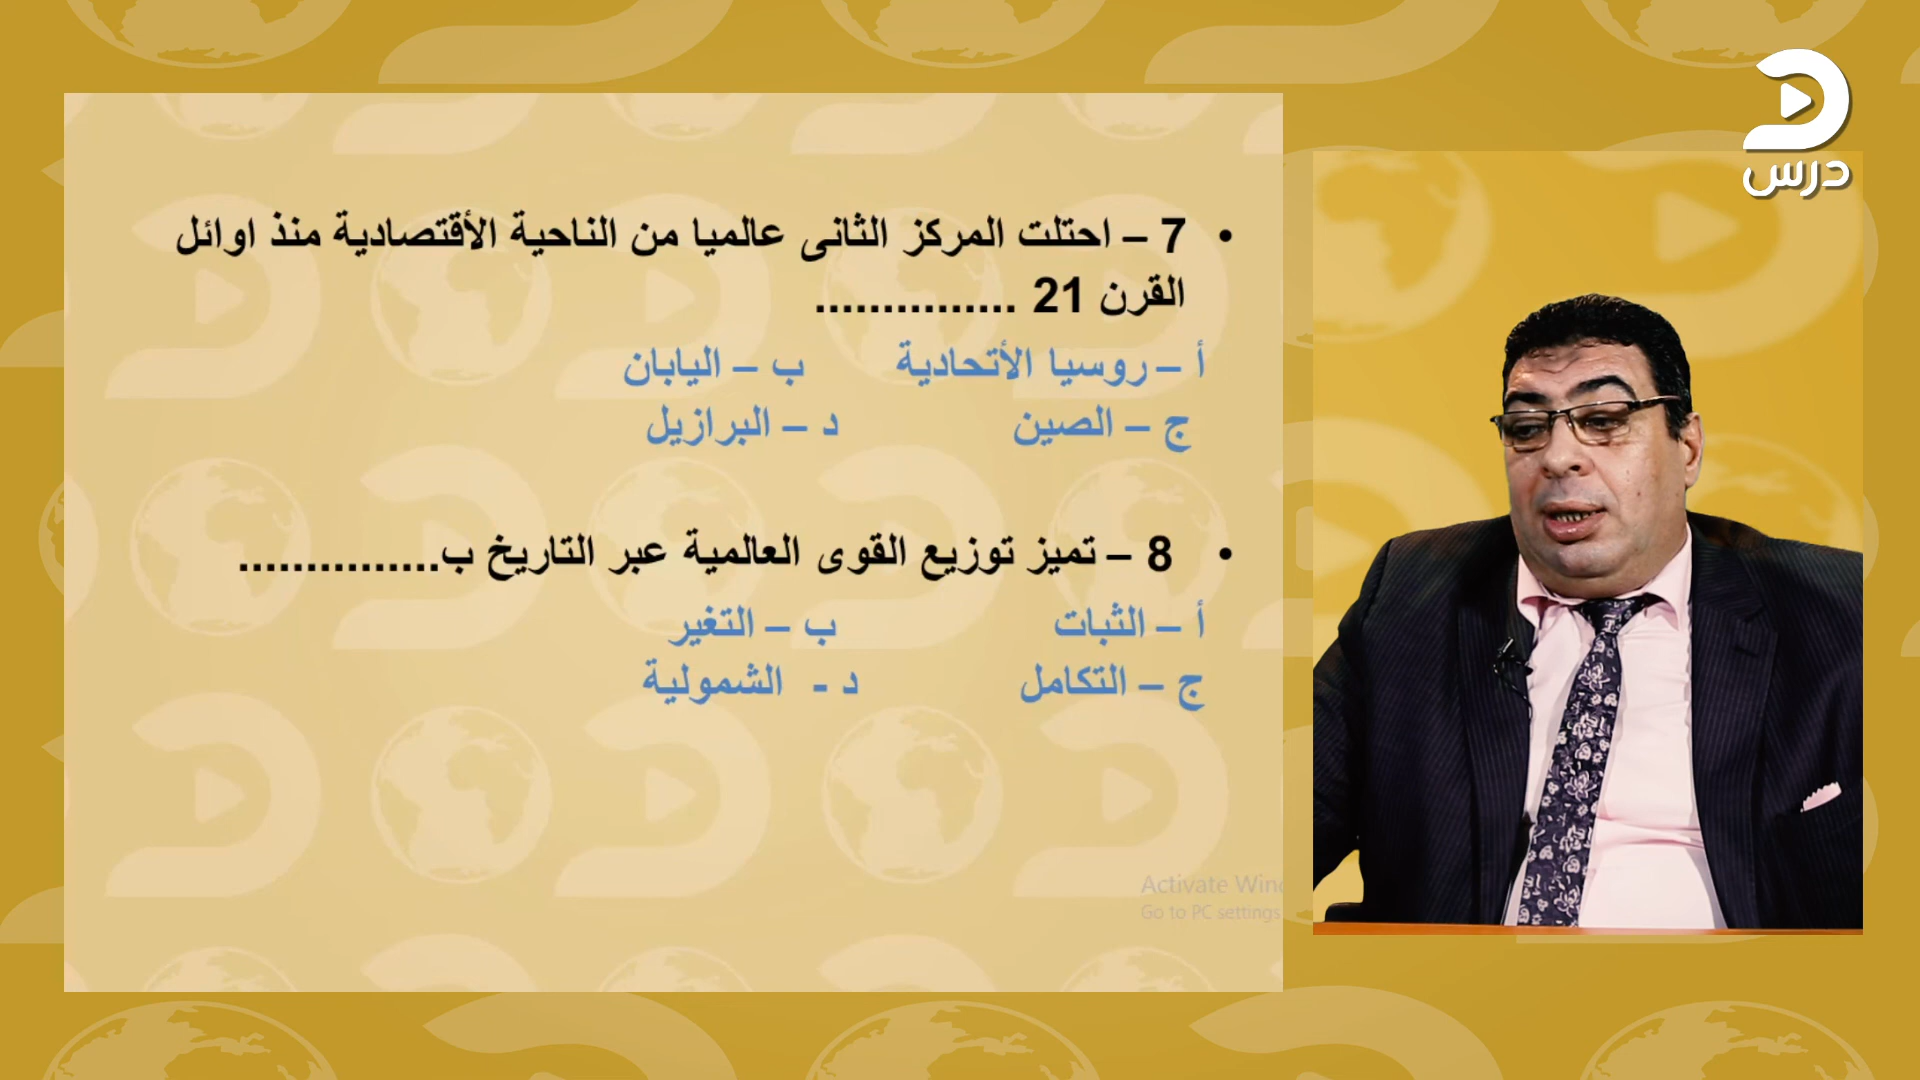 درس
• 7 – احتلت المركز الثانى عالميا من الناحية الأقتصادية منذ اوائل
القرن 21 ...............
أ – روسيا الأتحادية ب – اليابان
ج – الصين د – البرازيل
• 8 – تميز توزيع القوى العالمية عبر التاريخ ب...............
أ – الثبات ب – التغير
ج – التكامل د - الشمولية
Activate Wind
Go to PC settings